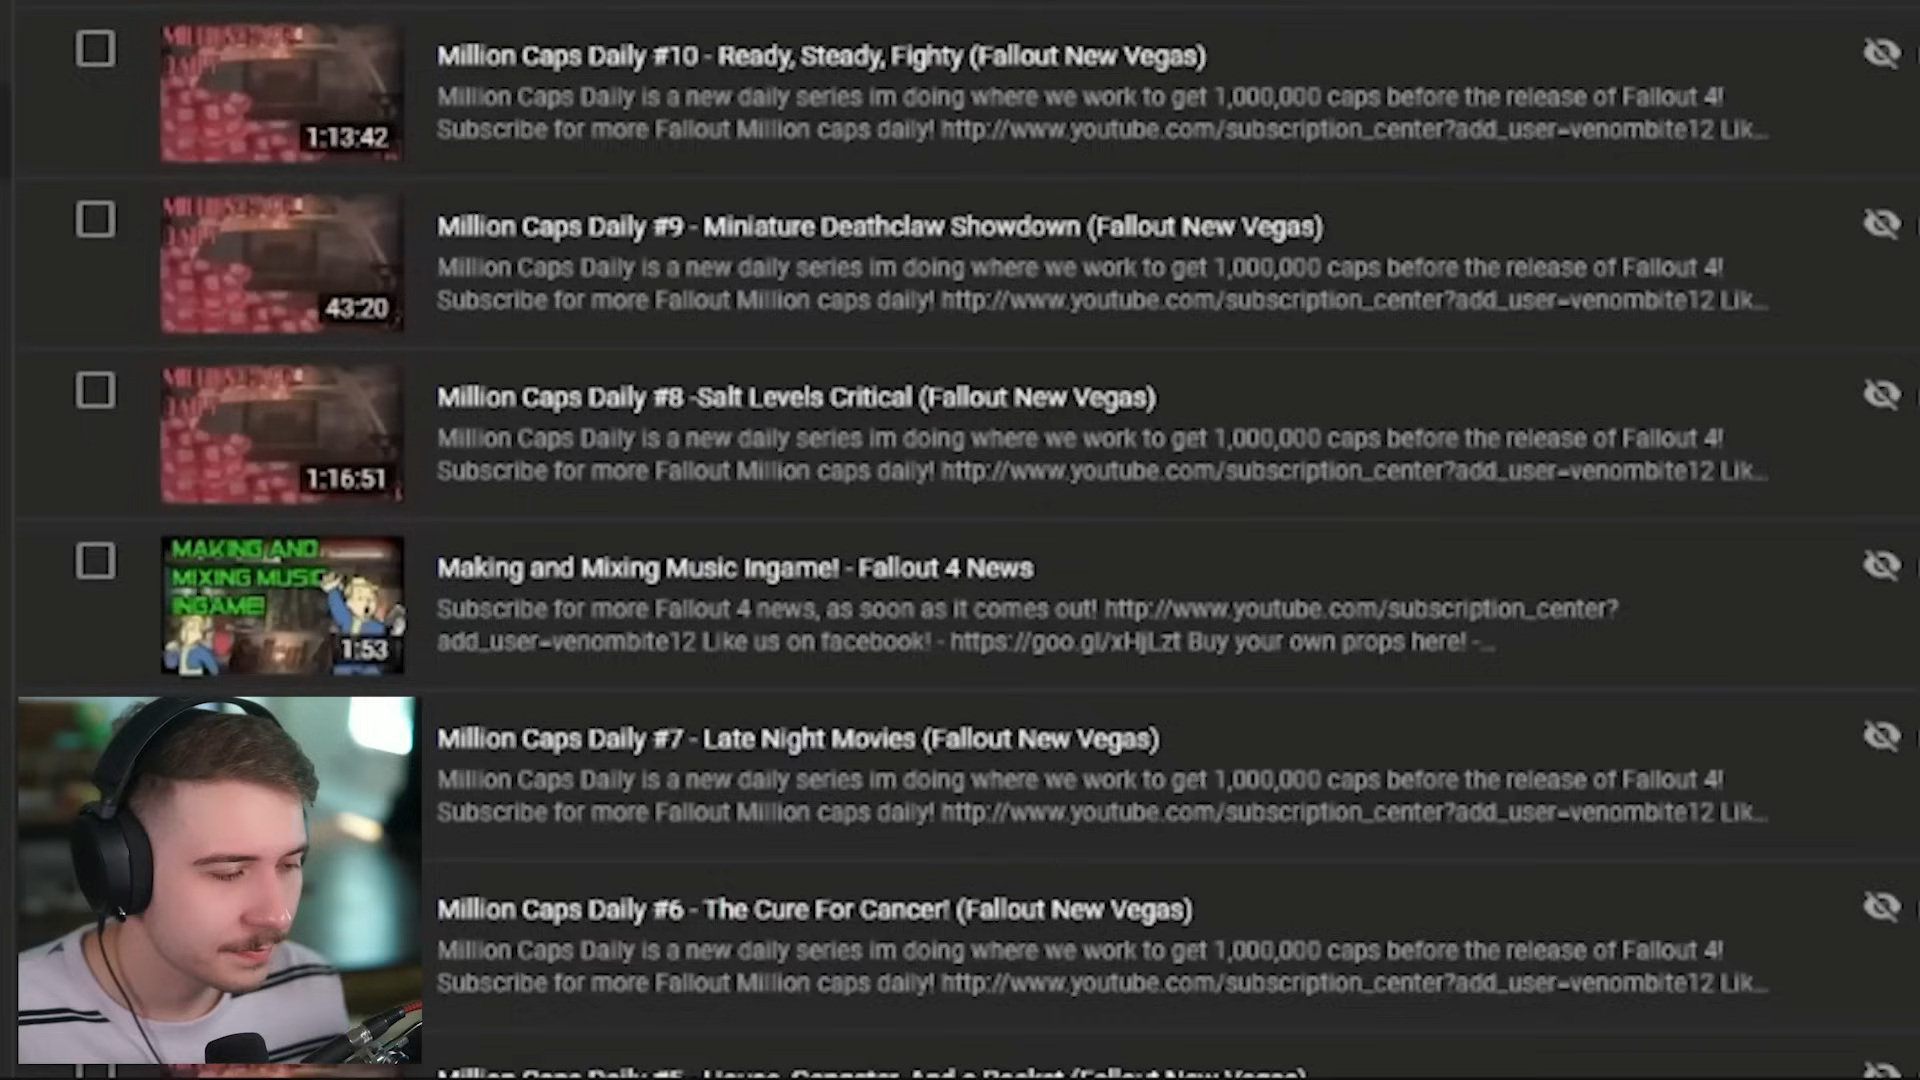 Million Caps Daily #10 - Ready, Steady, Fighty (Fallout New Vegas)
Million Caps Daily is a new daily series im doing where we work to get 1,000,000 caps before the release of Fallout 4!
Subscribe for more Fallout Million caps daily! http://www.youtube.com/subscription_center?add_user=venombite12 Lik...
1:13:42
Million Caps Daily #9 - Miniature Deathclaw Showdown (Fallout New Vegas)
Million Caps Daily is a new daily series im doing where we work to get 1,000,000 caps before the release of Fallout 4!
Subscribe for more Fallout Million caps daily! http://www.youtube.com/subscription_center?add_user=venombite12 Lik...
43:20
Million Caps Daily #8 -Salt Levels Critical (Fallout New Vegas)
Million Caps Daily is a new daily series im doing where we work to get 1,000,000 caps before the release of Fallout 4!
Subscribe for more Fallout Million caps daily! http://www.youtube.com/subscription_center?add_user=venombite12 Lik...
1:16:51
MAKING AND
MIXING MUSIC
INGAME!
1:53
Making and Mixing Music Ingame! - Fallout 4 News
Subscribe for more Fallout 4 news, as soon as it comes out! http://www.youtube.com/subscription_center?
add_user=venombite12 Like us on facebook! - https://goo.gl/xHjLzt Buy your own props here! -...
Million Caps Daily #7 - Late Night Movies (Fallout New Vegas)
Million Caps Daily is a new daily series im doing where we work to get 1,000,000 caps before the release of Fallout 4!
Subscribe for more Fallout Million caps daily! http://www.youtube.com/subscription_center?add_user=venombite12 Lik...
Million Caps Daily #6 - The Cure For Cancer! (Fallout New Vegas)
Million Caps Daily is a new daily series im doing where we work to get 1,000,000 caps before the release of Fallout 4!
Subscribe for more Fallout Million caps daily! http://www.youtube.com/subscription_center?add_user=venombite12 Lik...
Million Caps Daily #5 - House, Gangster, And a Rocket (Fallout New Vegas)